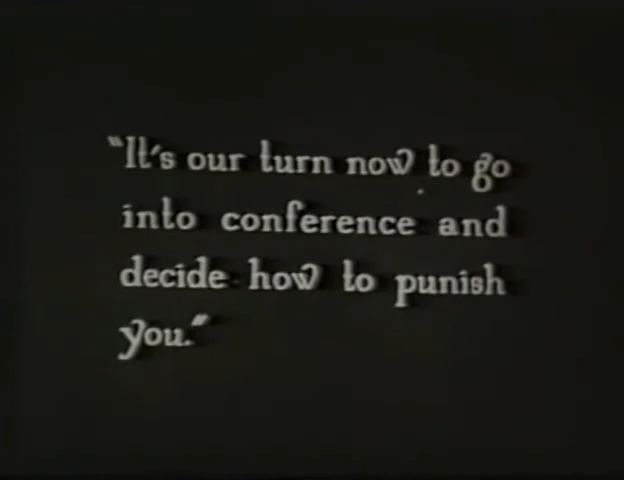 "It's our turn now to go
into conference and
decide how to punish
you."